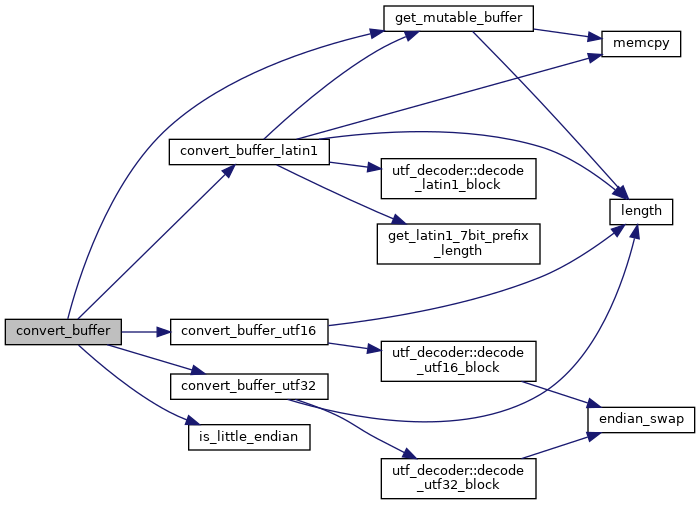 get_mutable_buffer
memcpy
convert_buffer_latin1
utf_decoder::decode
_latin1_block
length
get_latin1_7bit_prefix
_length
convert_buffer
convert_buffer_utf16
utf_decoder::decode
_utf16_block
convert_buffer_utf32
endian_swap
is_little_endian
utf_decoder::decode
_utf32_block